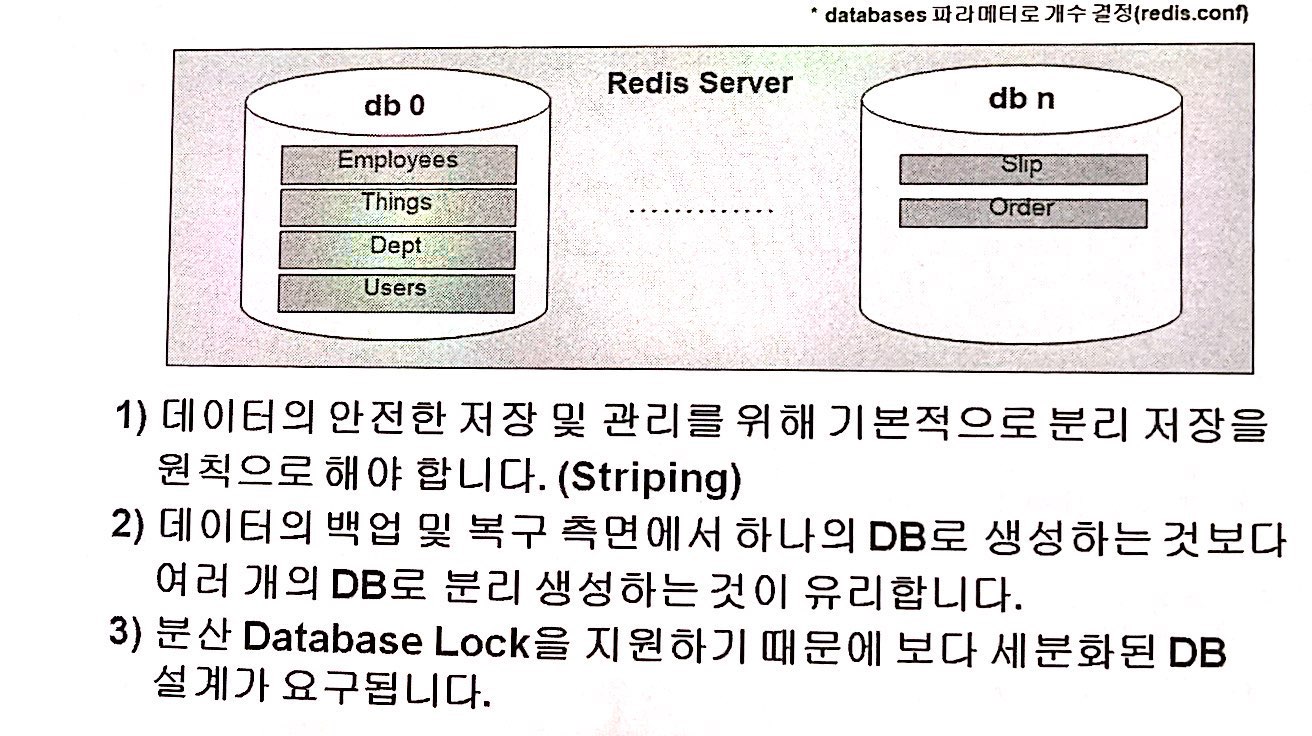 * databases 파라메터로 개수 결정(redis.conf)
Redis Server
db 0
Employees
Things
Dept
Users
.............
db n
Slip
Order
1) 데이터의 안전한 저장 및 관리를 위해 기본적으로 분리 저장을
원칙으로 해야 합니다. (Striping)
2) 데이터의 백업 및 복구 측면에서 하나의 DB로 생성하는 것보다
여러 개의 DB로 분리 생성하는 것이 유리합니다.
3) 분산 Database Lock을 지원하기 때문에 보다 세분화된 DB
설계가 요구됩니다.